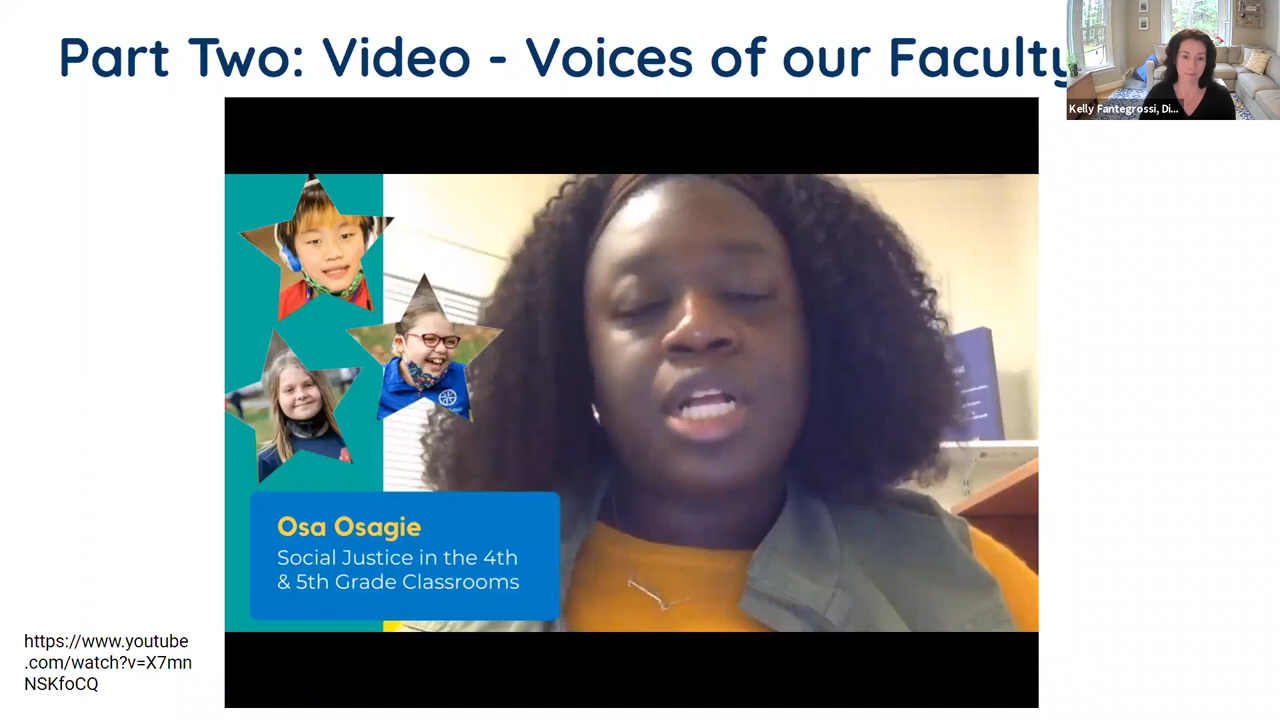 Part Two: Video - Voices of our Faculty
Kelly Fantegrossi, Di...
Osa Osagie
Social Justice in the 4th
& 5th Grade Classrooms
https://www.youtube
.com/watch?v=X7mn
NSKfoCQ